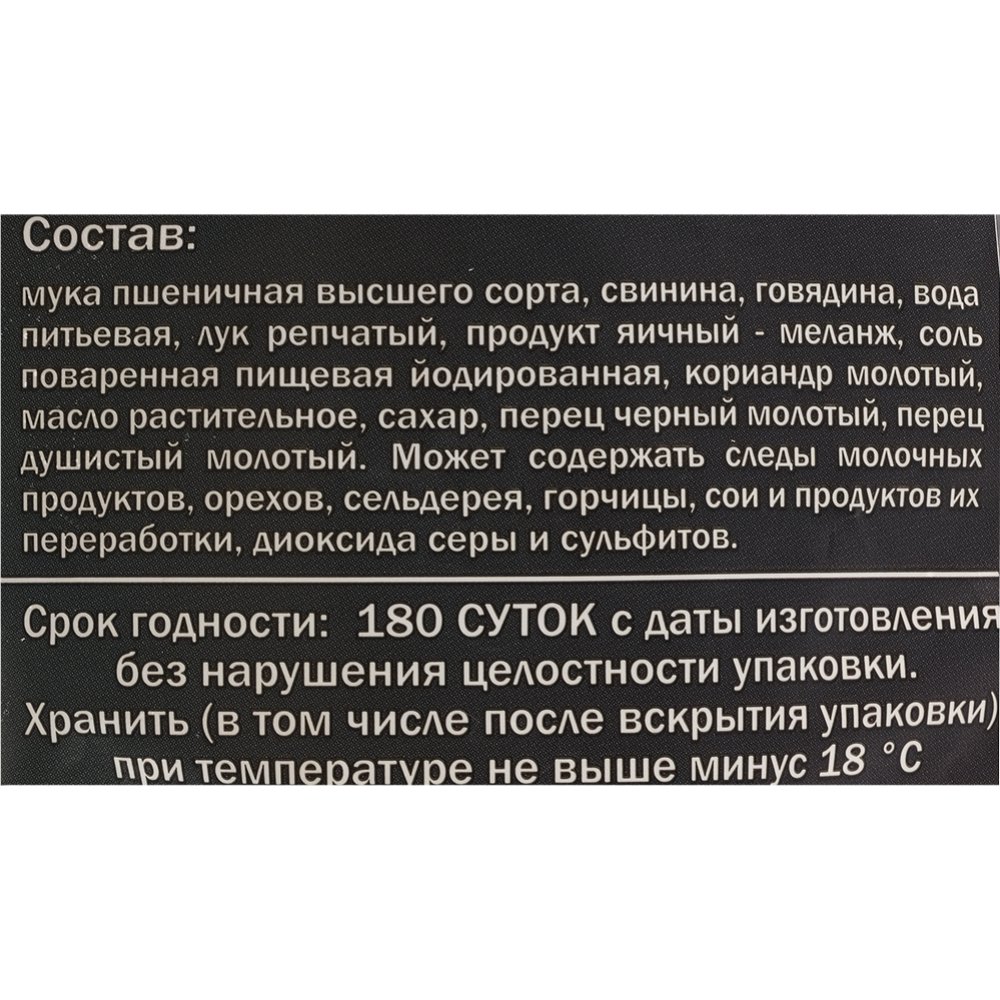 Состав:
мука пшеничная высшего сорта, свинина, говядина, вода
питьевая, лук репчатый, продукт яичный - меланж, соль
поваренная пищевая йодированная, кориандр молотый,
масло растительное, сахар, перец черный молотый, перец
душистый молотый. Может содержать следы молочных
продуктов, орехов, сельдерея, горчицы, сои и продуктов их
переработки, диоксида серы и сульфитов.
Срок годности: 180 СУТОК с даты изготовления
без нарушения целостности упаковки.
Хранить (в том числе после вскрытия упаковки)
при температуре не выше минус 18 °C